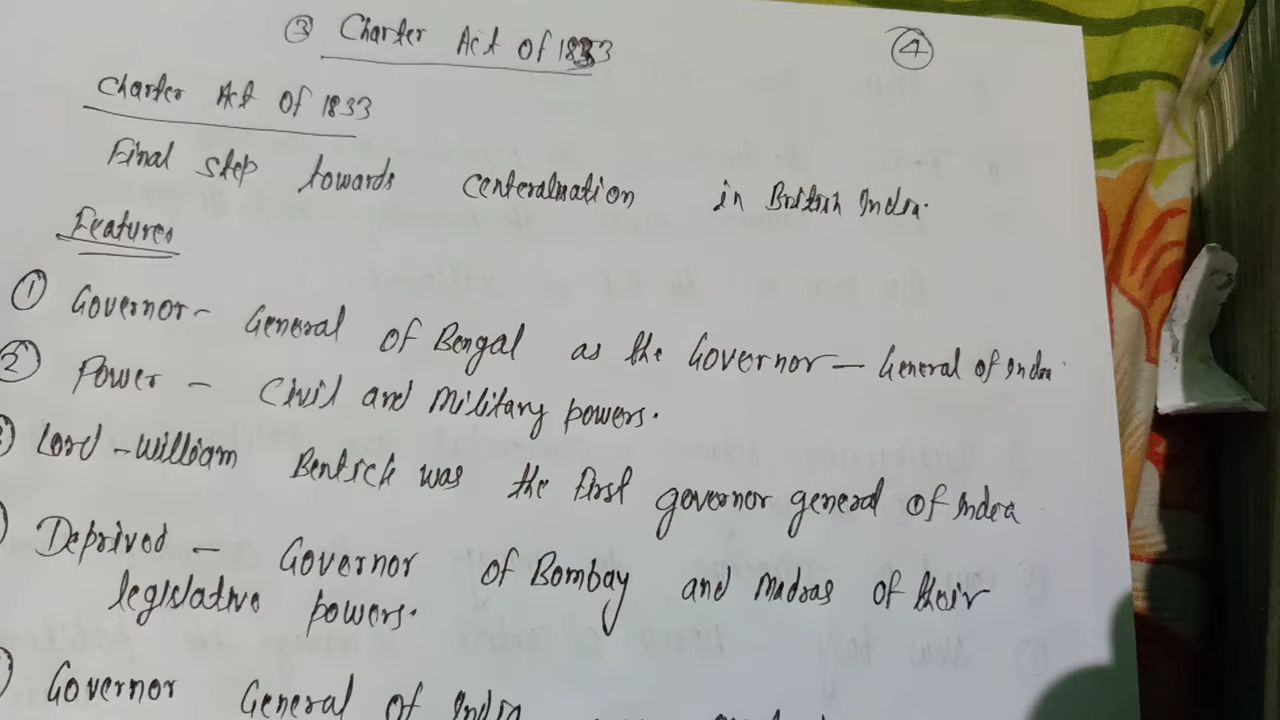 ③ Charter Act of 1833
④
Charter Act Of 1833
Final step towards centeralisation in British India.
Features
① Governor- General of Bengal as the Governor - General of India
② Power - Civil and military powers.
Lord - William Bentick was the first governor general of India
Deprived - Governor of Bombay and Madras of their
legislative powers.
Governor General of India